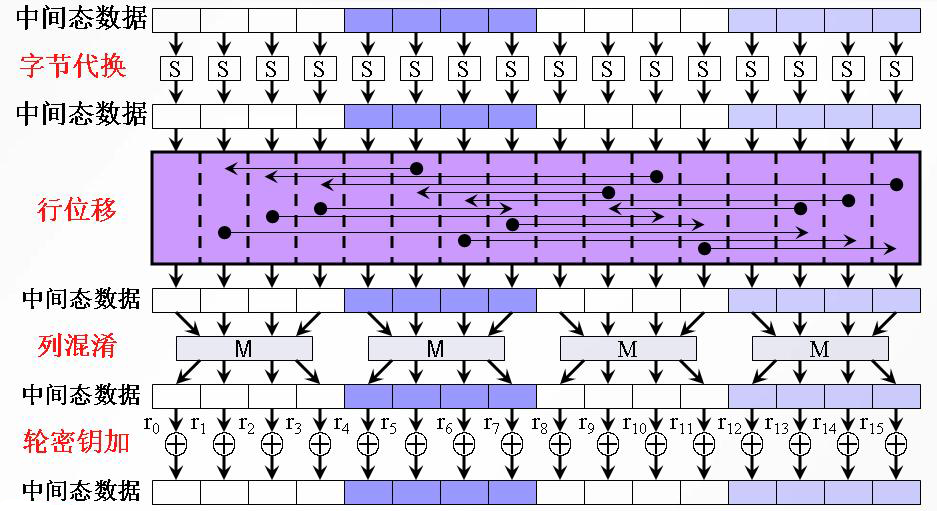 中间态数据
字节代换 S S S S S S S S S S S S S S S S
中间态数据
行位移
中间态数据
列混淆 M M M M
中间态数据
r0 r1 r2 r3 r4 r5 r6 r7 r8 r9 r10 r11 r12 r13 r14 r15
轮密钥加
中间态数据